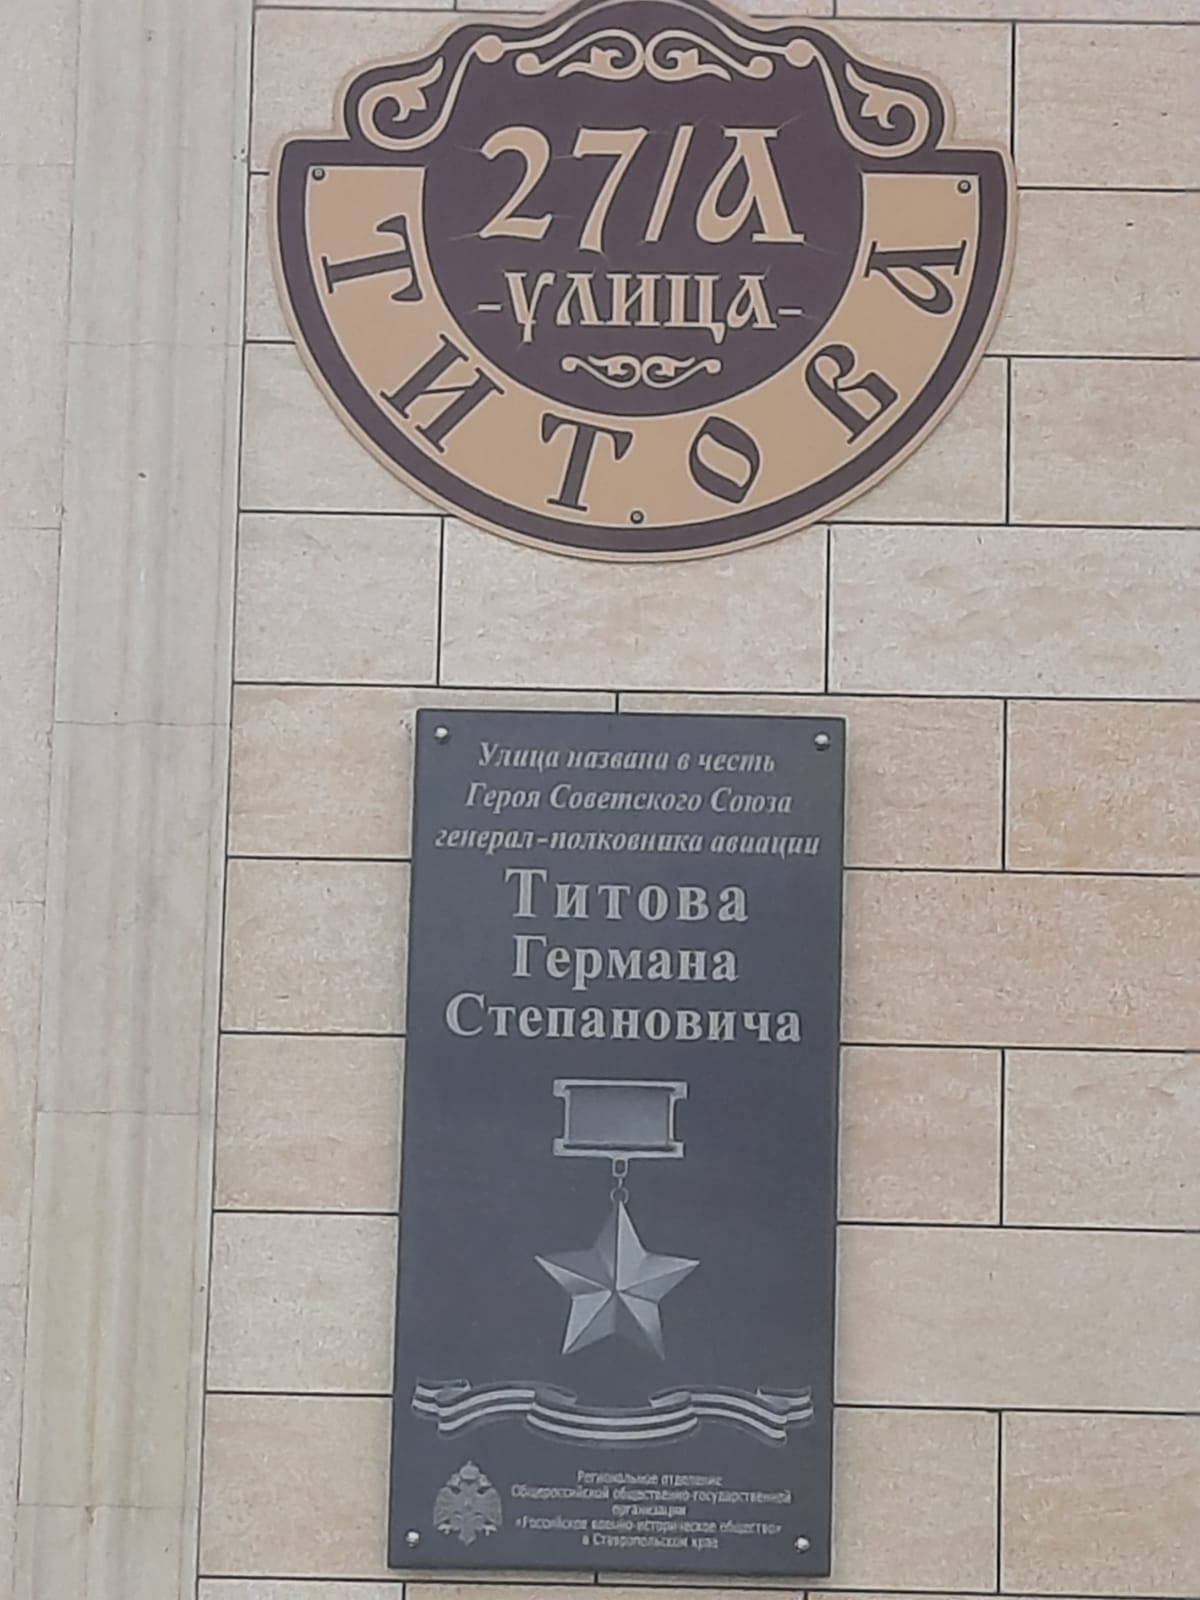 27/А
-УЛИЦА-
ТИТОВА
Улица названа в честь
Героя Советского Союза
генерал-полковника авиации
Титова
Германа
Степановича
Региональное отделение
Общероссийской общественно-государственной
организации
«Российское военно-историческое общество»
в Ставропольском крае